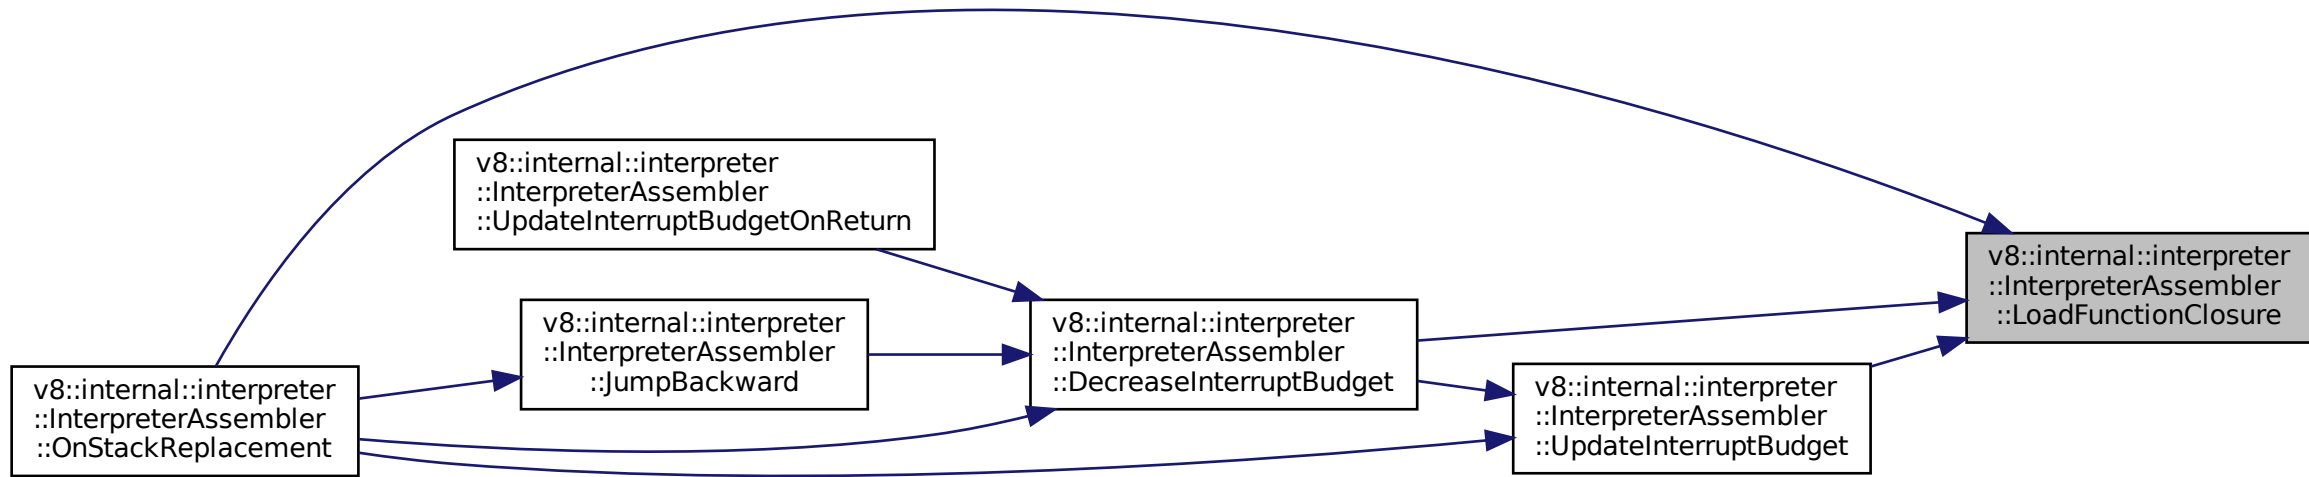 v8::internal::interpreter
::InterpreterAssembler
::UpdateInterruptBudgetOnReturn
v8::internal::interpreter
::InterpreterAssembler
::LoadFunctionClosure
v8::internal::interpreter
::InterpreterAssembler
::JumpBackward
v8::internal::interpreter
::InterpreterAssembler
::DecreaseInterruptBudget
v8::internal::interpreter
::InterpreterAssembler
::UpdateInterruptBudget
v8::internal::interpreter
::InterpreterAssembler
::OnStackReplacement